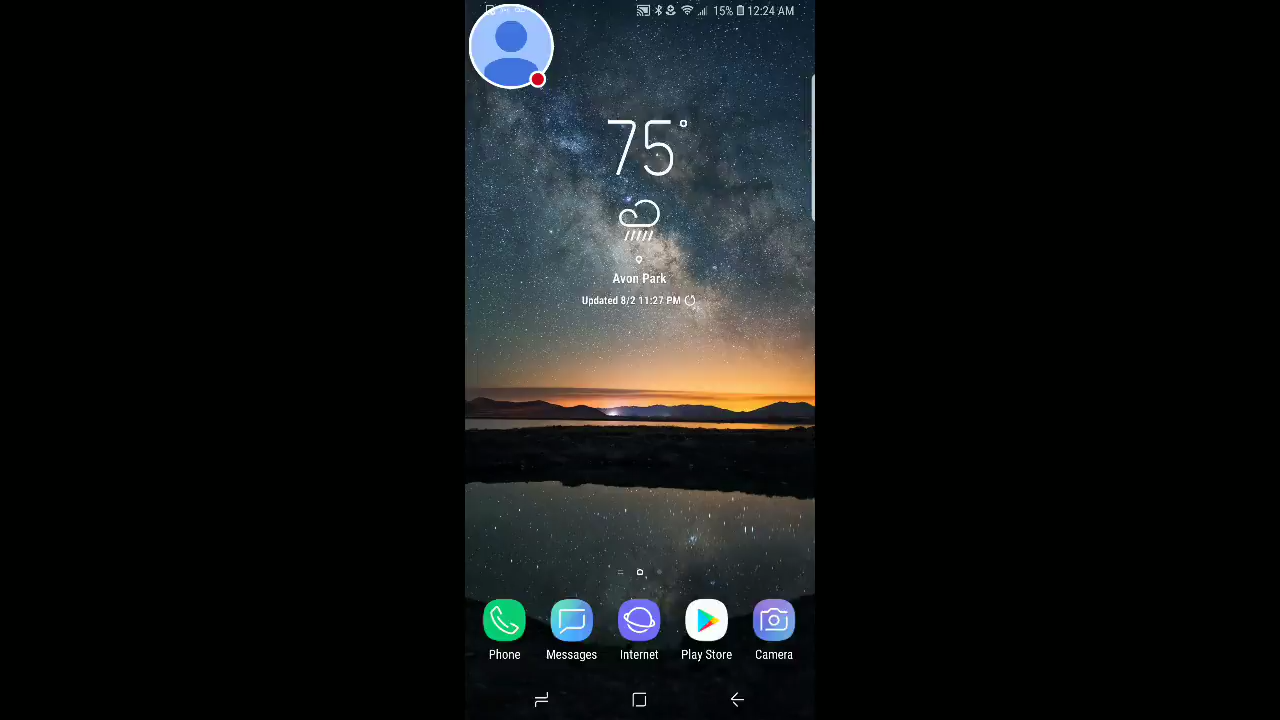 15% 12:24 AM
75°
Avon Park
Updated 8/2 11:27 PM
Phone Messages Internet Play Store Camera